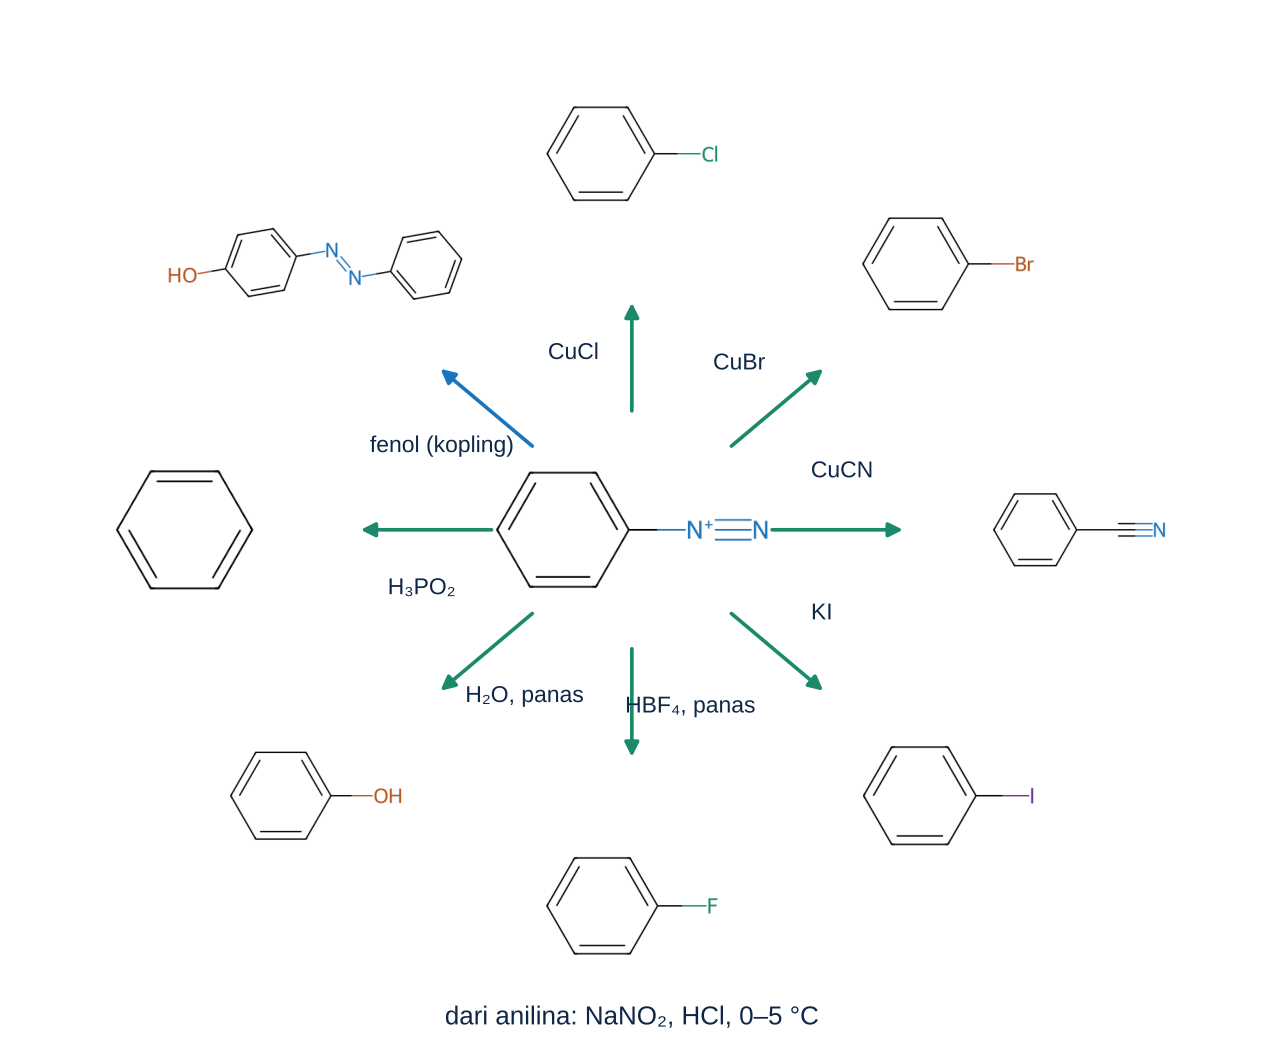 Cl
HO
N
N
Br
CuCl
CuBr
fenol (kopling)
CuCN
N⁺
N
N
H₃PO₂
KI
H₂O, panas
HBF₄, panas
OH
I
F
dari anilina: NaNO₂, HCl, 0–5 °C